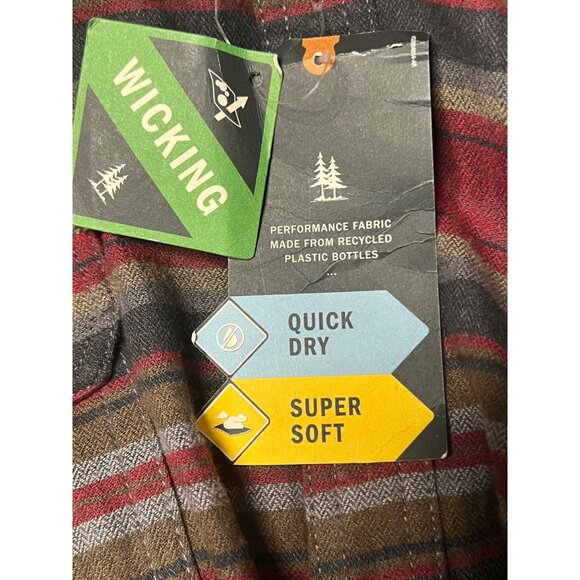 WICKING
PERFORMANCE FABRIC
MADE FROM RECYCLED
PLASTIC BOTTLES
...
QUICK
DRY
SUPER
SOFT